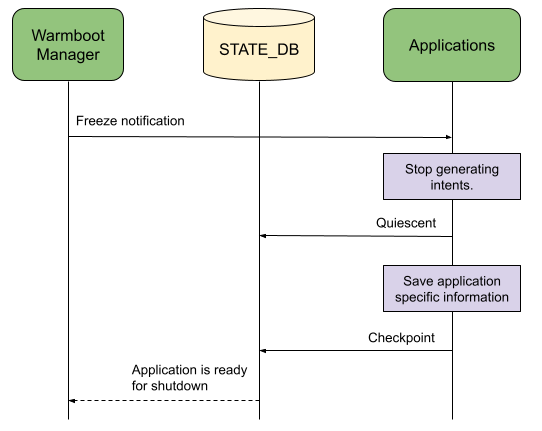 Warmboot
Manager
STATE_DB
Applications
Freeze notification
Stop generating
intents.
Quiescent
Save application
specific information
Checkpoint
Application is ready
for shutdown